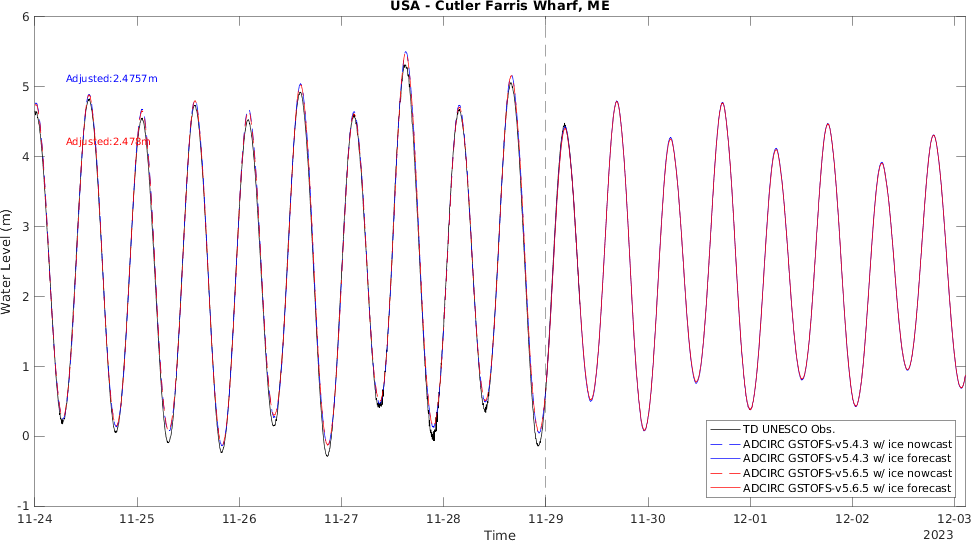 USA - Cutler Farris Wharf, ME
6
5
4
3
2
1
0
-1
Water Level (m)
Adjusted:2.4757m
Adjusted:2.478m
TD UNESCO Obs.
ADCIRC GSTOFS-v5.4.3 w/ ice nowcast
ADCIRC GSTOFS-v5.4.3 w/ ice forecast
ADCIRC GSTOFS-v5.6.5 w/ ice nowcast
ADCIRC GSTOFS-v5.6.5 w/ ice forecast
11-24 11-25 11-26 11-27 11-28 11-29 11-30 12-01 12-02 12-03
Time
2023